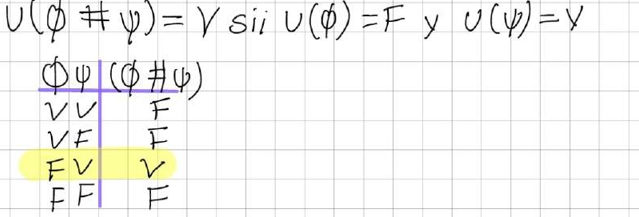 υ(ϕ # ψ) = V sii υ(ϕ) = F y υ(ψ) = V
ϕ ψ (ϕ # ψ)
V V F
V F F
F V V
F F F